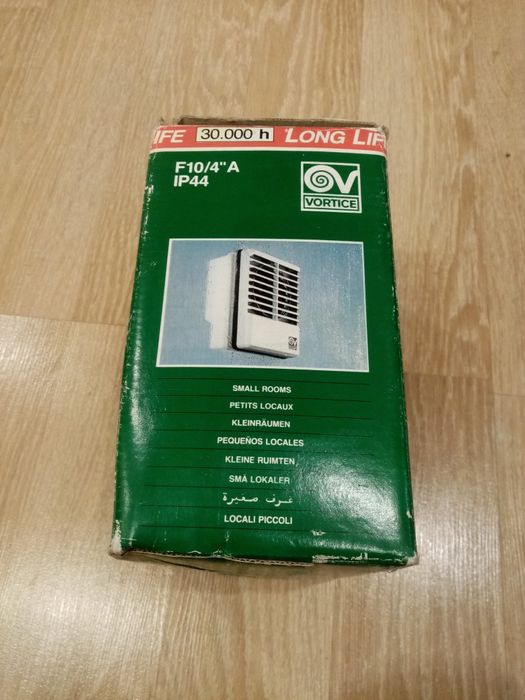 IFE 30.000 h LONG LIF
F10/4" A
IP44
VORTICE
SMALL ROOMS
PETITS LOCAUX
KLEINRÄUMEN
PEQUEÑOS LOCALES
KLEINE RUIMTEN
SMÅ LOKALER
غرف صغيرة
LOCALI PICCOLI